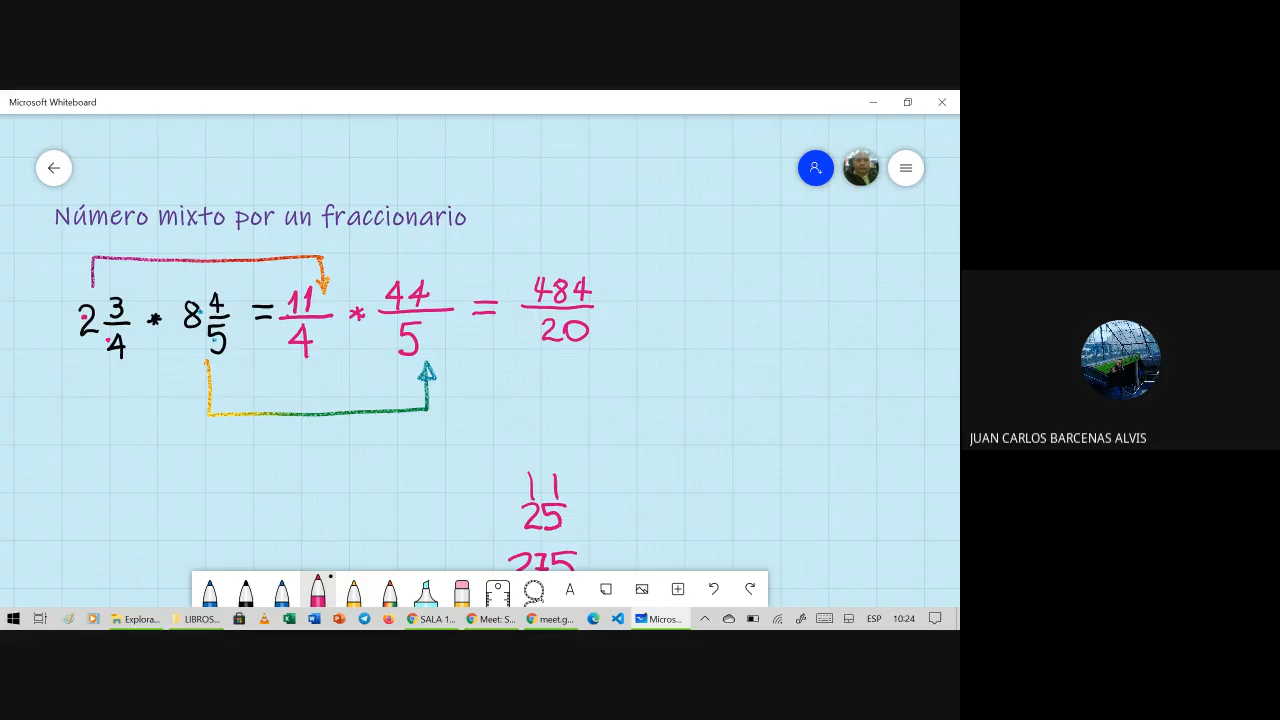 Microsoft Whiteboard
Número mixto por un fraccionario
2 3/4 * 8 4/5 = 11/4 * 44/5 = 484/20
JUAN CARLOS BARCENAS ALVIS
11
25
275
A
Explora...
LIBROS...
SALA 1...
Meet: S...
meet.g...
Micros...
ESP
10:24